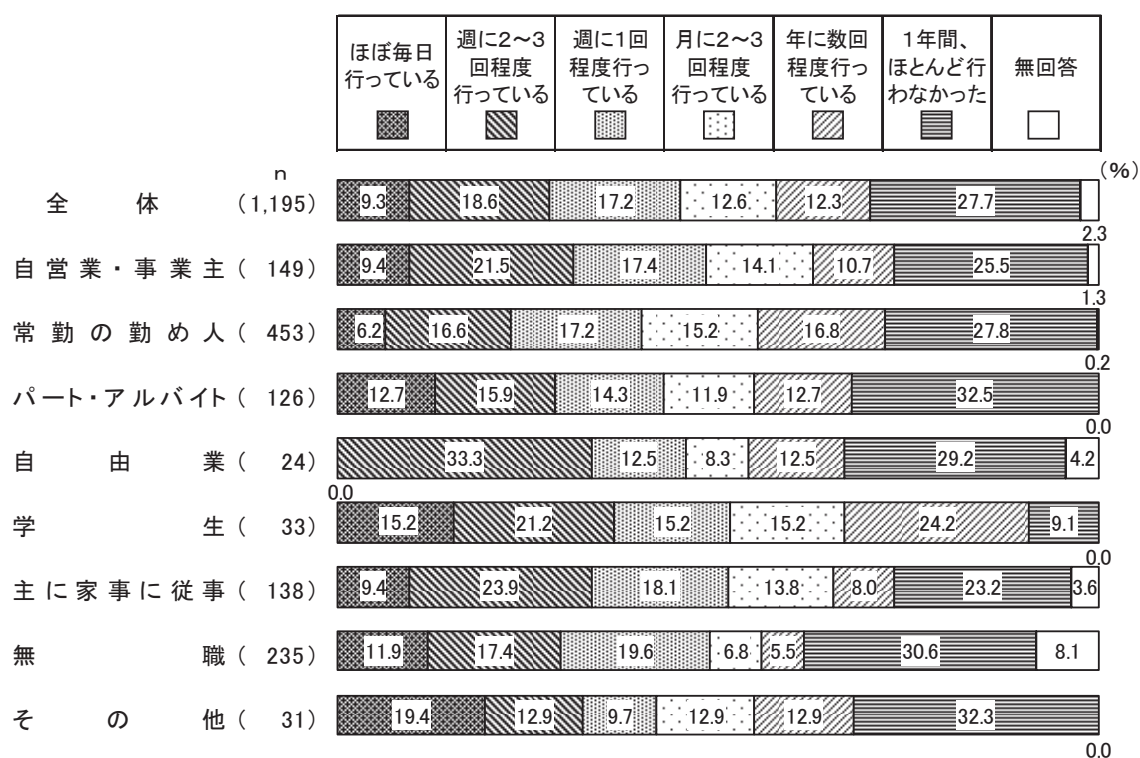 ほぼ毎日
行っている
週に2～3
回程度
行っている
週に1回
程度行っ
ている
月に2～3
回程度
行っている
年に数回
程度行っ
ている
1年間、
ほとんど行
わなかった
無回答
n
(%)
全体 (1,195) 9.3 18.6 17.2 12.6 12.3 27.7
2.3
自営業・事業主 ( 149) 9.4 21.5 17.4 14.1 10.7 25.5
1.3
常勤の勤め人 ( 453) 6.2 16.6 17.2 15.2 16.8 27.8
0.2
パート・アルバイト ( 126) 12.7 15.9 14.3 11.9 12.7 32.5
0.0
自由業 ( 24) 33.3 12.5 8.3 12.5 29.2 4.2
0.0
学生 ( 33) 15.2 21.2 15.2 15.2 24.2 9.1
0.0
主に家事に従事 ( 138) 9.4 23.9 18.1 13.8 8.0 23.2 3.6
無職 ( 235) 11.9 17.4 19.6 6.8 5.5 30.6 8.1
その他 ( 31) 19.4 12.9 9.7 12.9 12.9 32.3
0.0